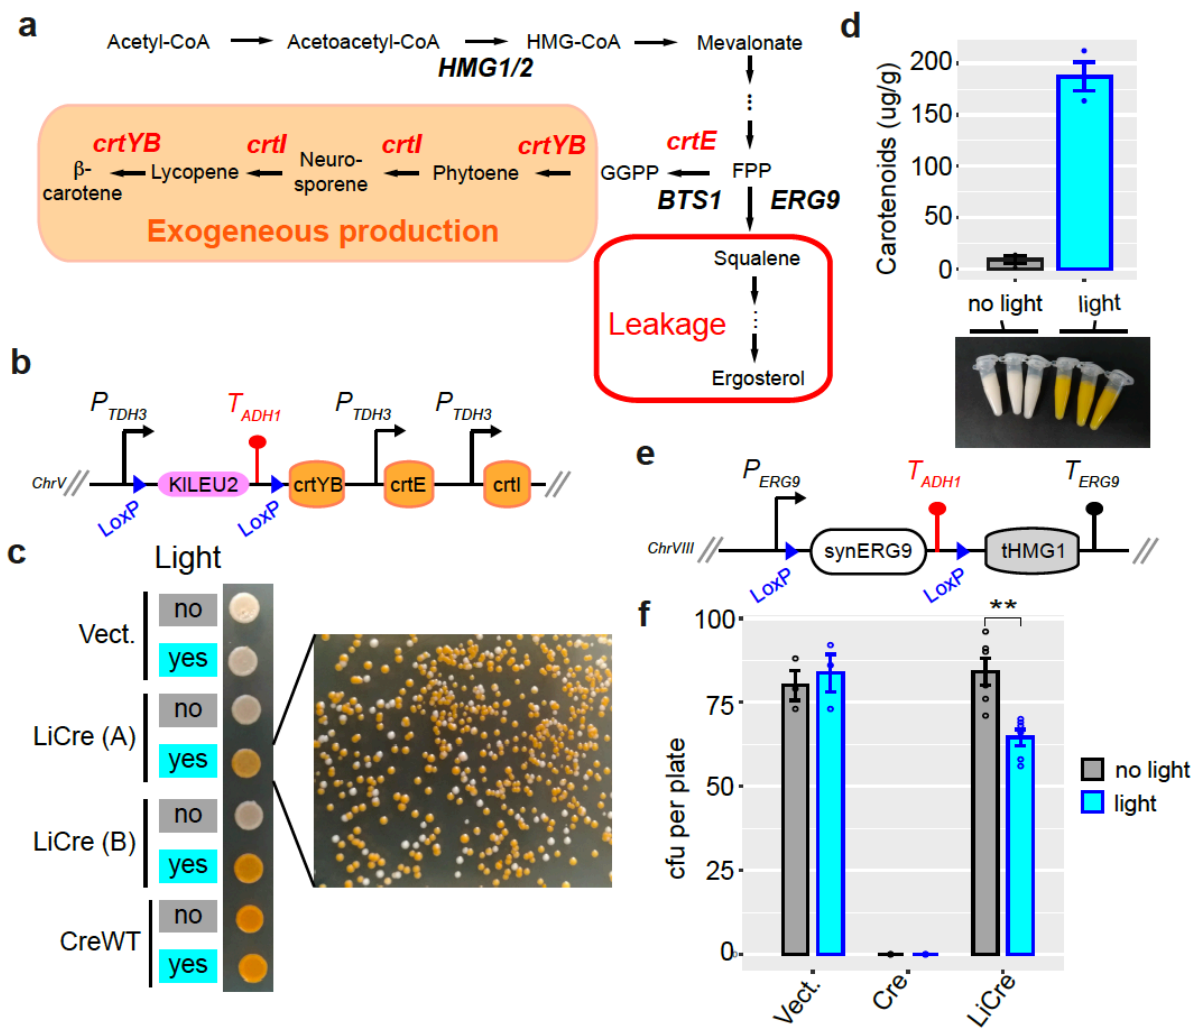 a
Acetyl-CoA
Acetoacetyl-CoA
HMG-CoA
Mevalonate
HMG1/2
...
crtYB
crtI
crtI
crtYB
crtE
β-
carotene
Lycopene
Neuro-
sporene
Phytoene
GGPP
FPP
BTS1
ERG9
Exogeneous production
Squalene
Leakage
Ergosterol
b
PTDH3
TADH1
PTDH3
PTDH3
ChrV
KlLEU2
crtYB
crtE
crtI
LoxP
LoxP
c
Light
Vect.
no
yes
LiCre (A)
no
yes
LiCre (B)
no
yes
CreWT
no
yes
d
Carotenoids (ug/g)
200
150
100
50
0
no light
light
e
PERG9
TADH1
TERG9
ChrVIII
synERG9
tHMG1
LoxP
LoxP
f
cfu per plate
100
75
50
25
0
**
no light
light
Vect.
Cre
LiCre